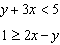 y + 3x < 5
1 ≥ 2x − y